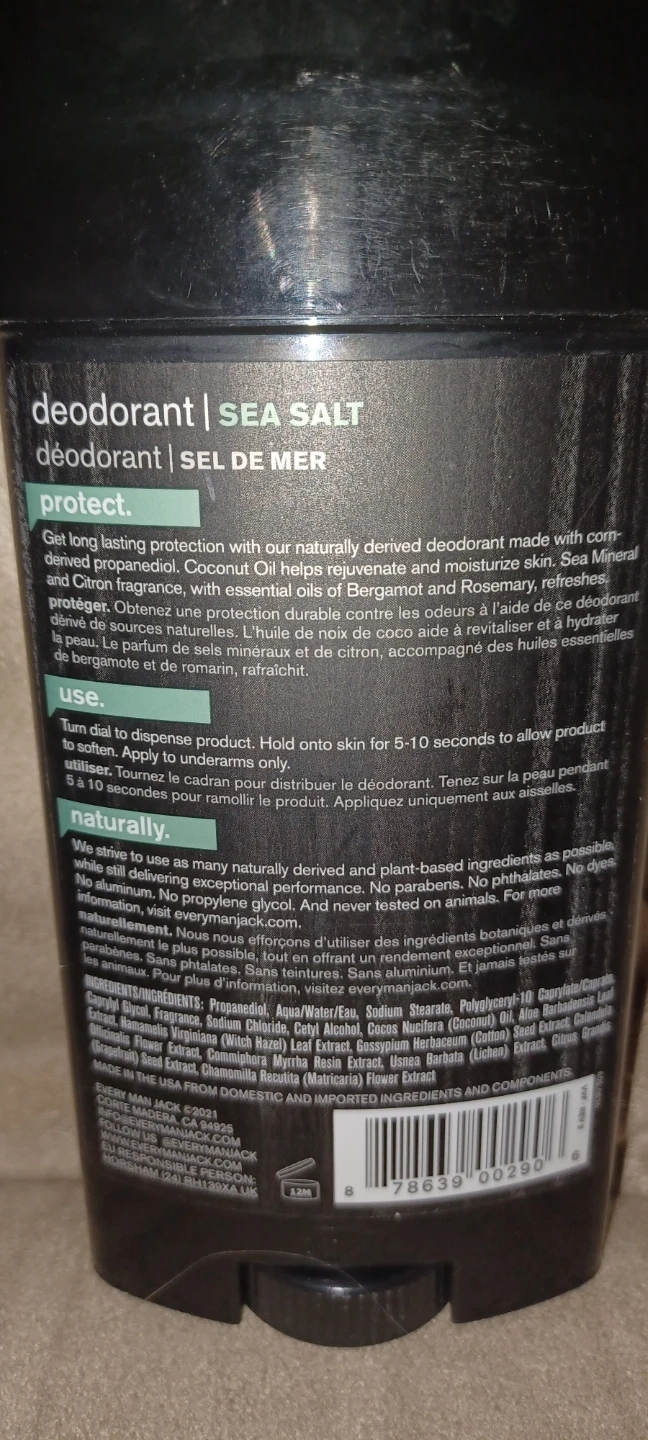 deodorant | SEA SALT
déodorant | SEL DE MER
protect.
Get long lasting protection with our naturally derived deodorant made with corn-
derived propanediol. Coconut Oil helps rejuvenate and moisturize skin. Sea Mineral
and Citron fragrance, with essential oils of Bergamot and Rosemary, refreshes.
protéger. Obtenez une protection durable contre les odeurs à l'aide de ce déodorant
dérivé de sources naturelles. L'huile de noix de coco aide à revitaliser et à hydrater
la peau. Le parfum de sels minéraux et de citron, accompagné des huiles essentielles
de bergamote et de romarin, rafraîchit.
use.
Turn dial to dispense product. Hold onto skin for 5-10 seconds to allow product
to soften. Apply to underarms only.
utiliser. Tournez le cadran pour distribuer le déodorant. Tenez sur la peau pendant
5 à 10 secondes pour ramollir le produit. Appliquez uniquement aux aisselles.
naturally.
We strive to use as many naturally derived and plant-based ingredients as possible,
while still delivering exceptional performance. No parabens. No phthalates. No dyes.
No aluminum. No propylene glycol. And never tested on animals. For more
information, visit everymanjack.com.
naturellement. Nous nous efforçons d'utiliser des ingrédients botaniques et dérivés
naturellement le plus possible, tout en offrant un rendement exceptionnel. Sans
parabènes. Sans phtalates. Sans teintures. Sans aluminium. Et jamais testés sur
les animaux. Pour plus d'information, visitez everymanjack.com.
INGREDIENTS/INGRÉDIENTS: Propanediol, Aqua/Water/Eau, Sodium Stearate, Polyglyceryl-10 Caprylate/Caprate,
Caprylyl Glycol, Fragrance, Sodium Chloride, Cetyl Alcohol, Cocos Nucifera (Coconut) Oil, Aloe Barbadensis Leaf
Extract, Hamamelis Virginiana (Witch Hazel) Leaf Extract, Gossypium Herbaceum (Cotton) Seed Extract, Calendula
Officinalis Flower Extract, Commiphora Myrrha Resin Extract, Usnea Barbata (Lichen) Extract, Citrus Grandis
(Grapefruit) Seed Extract, Chamomilla Recutita (Matricaria) Flower Extract
MADE IN THE USA FROM DOMESTIC AND IMPORTED INGREDIENTS AND COMPONENTS.
EVERY MAN JACK ©2021
CORTE MADERA, CA 94925
INFO@EVERYMANJACK.COM
FOLLOW US @EVERYMANJACK
WWW.EVERYMANJACK.COM
EU RESPONSIBLE PERSON:
HORSHAM (24) RH139XA UK
12M
8 78639 00290 6